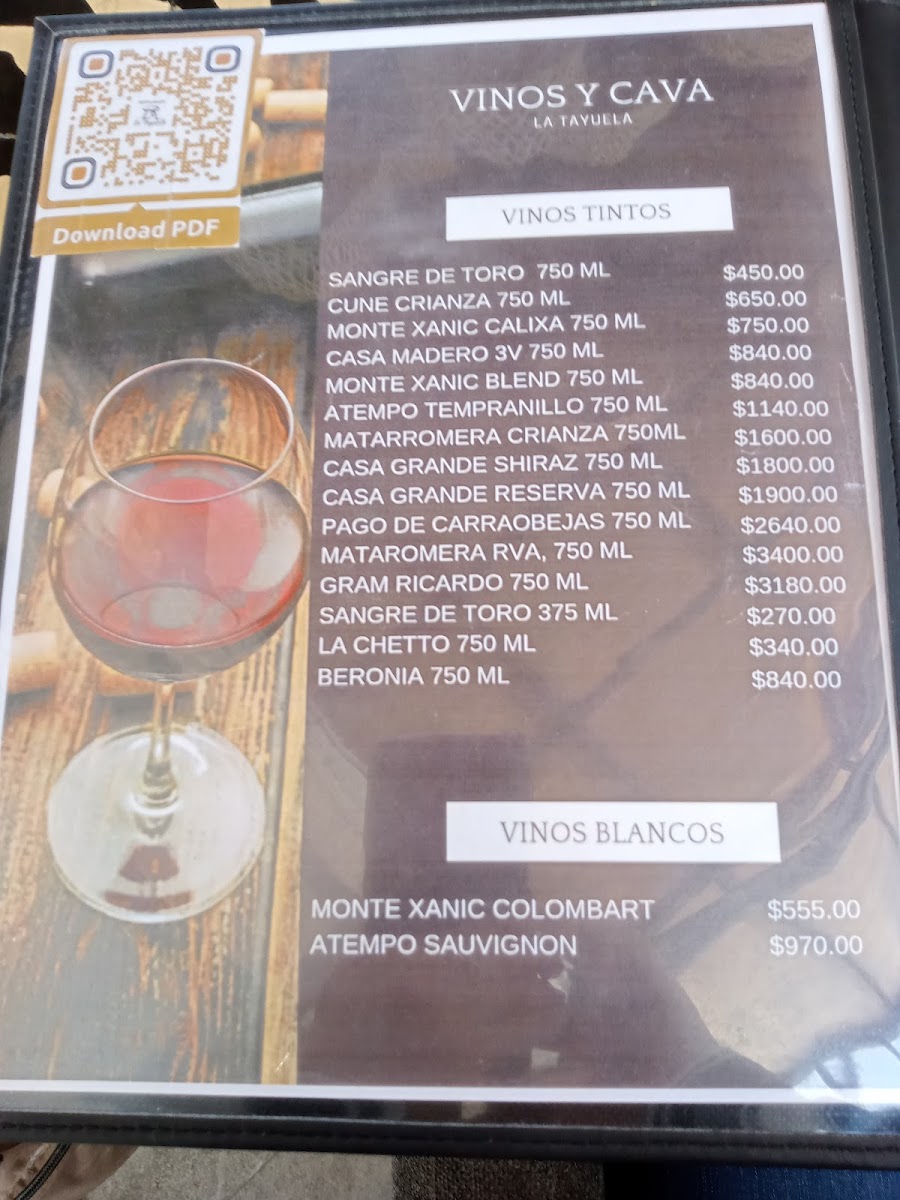 Download PDF
VINOS Y CAVA
LA TAYUELA
VINOS TINTOS
SANGRE DE TORO 750 ML $450.00
CUNE CRIANZA 750 ML $650.00
MONTE XANIC CALIXA 750 ML $750.00
CASA MADERO 3V 750 ML $840.00
MONTE XANIC BLEND 750 ML $840.00
ATEMPO TEMPRANILLO 750 ML $1140.00
MATARROMERA CRIANZA 750ML $1600.00
CASA GRANDE SHIRAZ 750 ML $1800.00
CASA GRANDE RESERVA 750 ML $1900.00
PAGO DE CARRAOBEJAS 750 ML $2640.00
MATAROMERA RVA, 750 ML $3400.00
GRAM RICARDO 750 ML $3180.00
SANGRE DE TORO 375 ML $270.00
LA CHETTO 750 ML $340.00
BERONIA 750 ML $840.00
VINOS BLANCOS
MONTE XANIC COLOMBART $555.00
ATEMPO SAUVIGNON $970.00